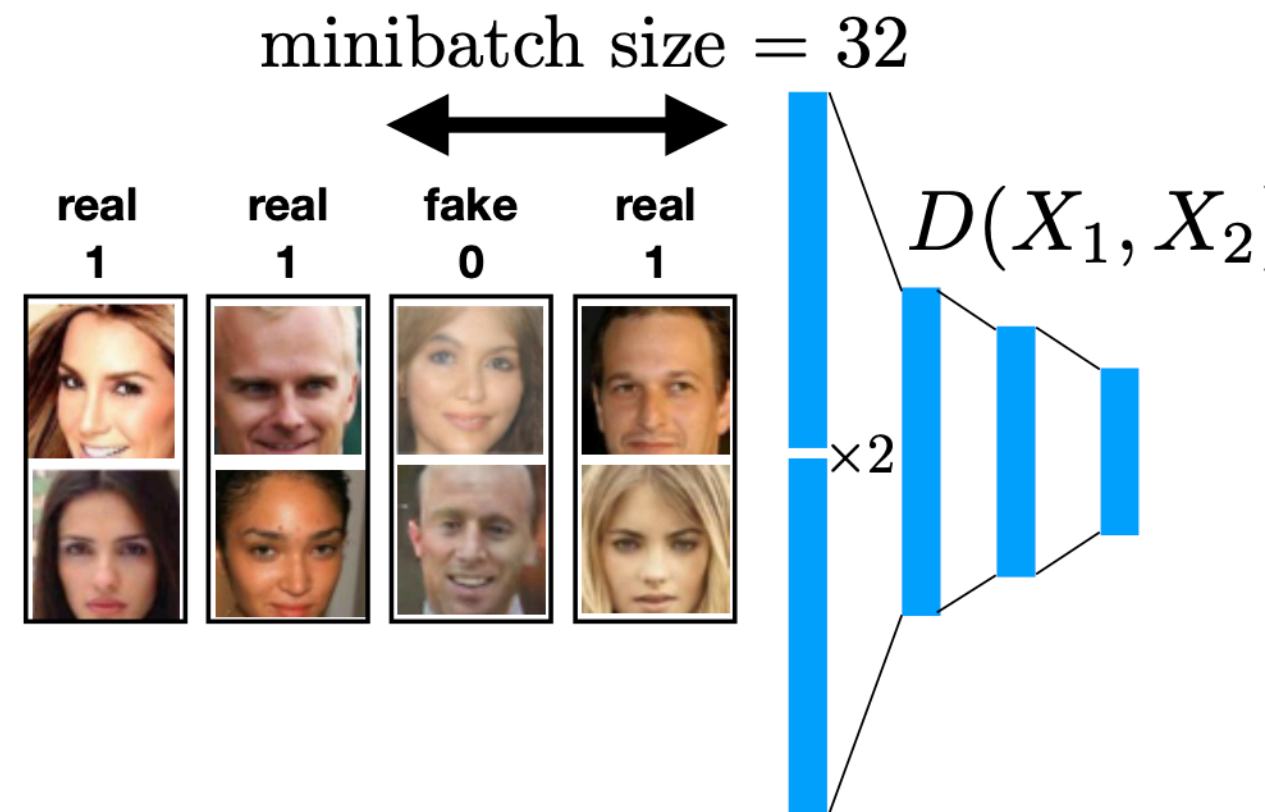 minibatch size = 32
real real fake real
1 1 0 1
D(X₁, X₂)
×2